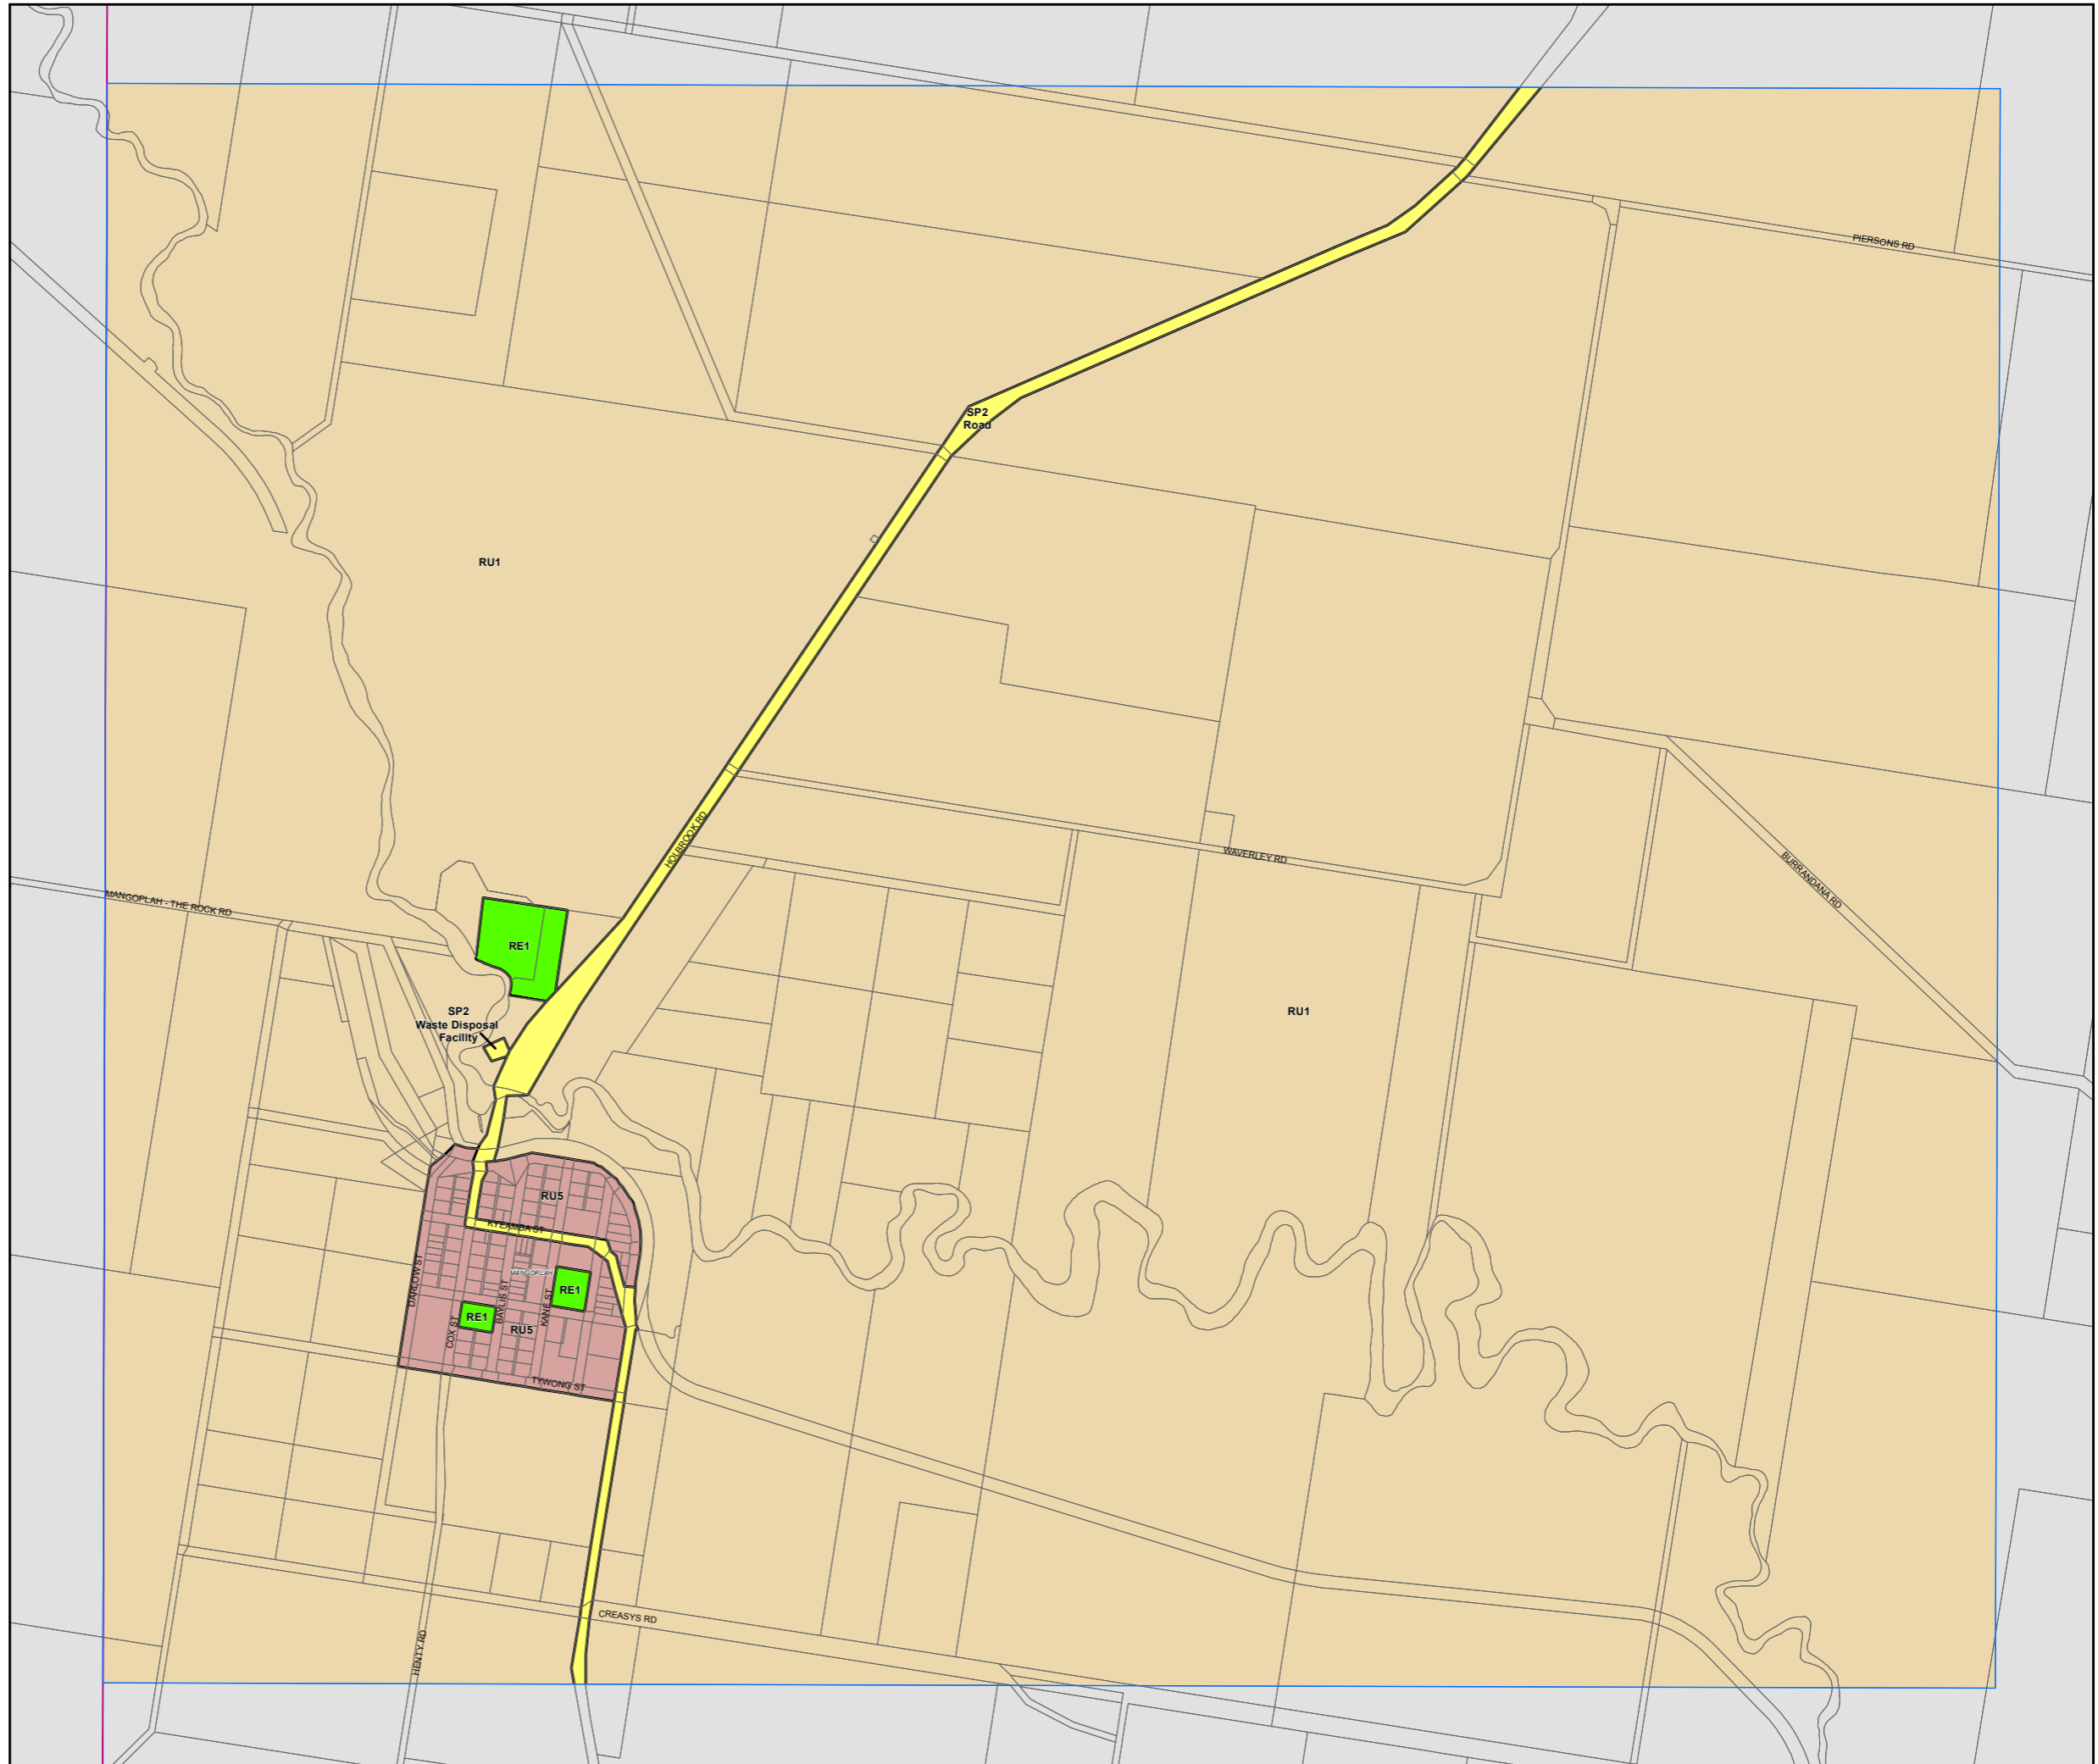 PIERSONS RD
SP2
Road
RU1
HOLBROOK RD
WAVERLEY RD
BURRANDANA RD
MANGOPLAH - THE ROCK RD
RE1
SP2
Waste Disposal
Facility
RU1
RU5
KYEAMBA ST
MANGOPLAH
DARLOW ST
BAYLIS ST
KANE ST
RE1
RE1
COX ST
RU5
TYWONG ST
CREASYS RD
HENTY RD